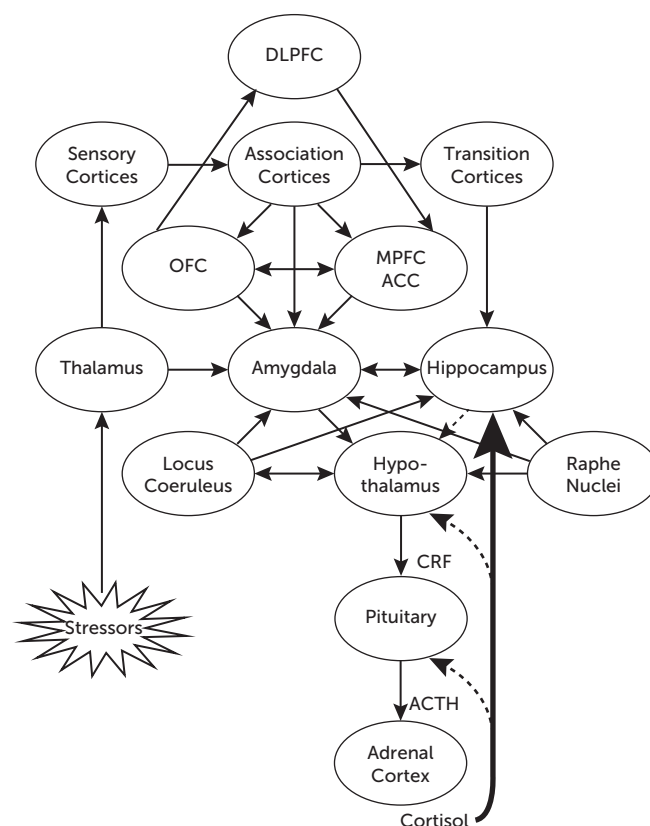 DLPFC
Sensory
Cortices
Association
Cortices
Transition
Cortices
OFC
MPFC
ACC
Thalamus
Amygdala
Hippocampus
Locus
Coeruleus
Hypo-
thalamus
Raphe
Nuclei
CRF
Stressors
Pituitary
ACTH
Adrenal
Cortex
Cortisol